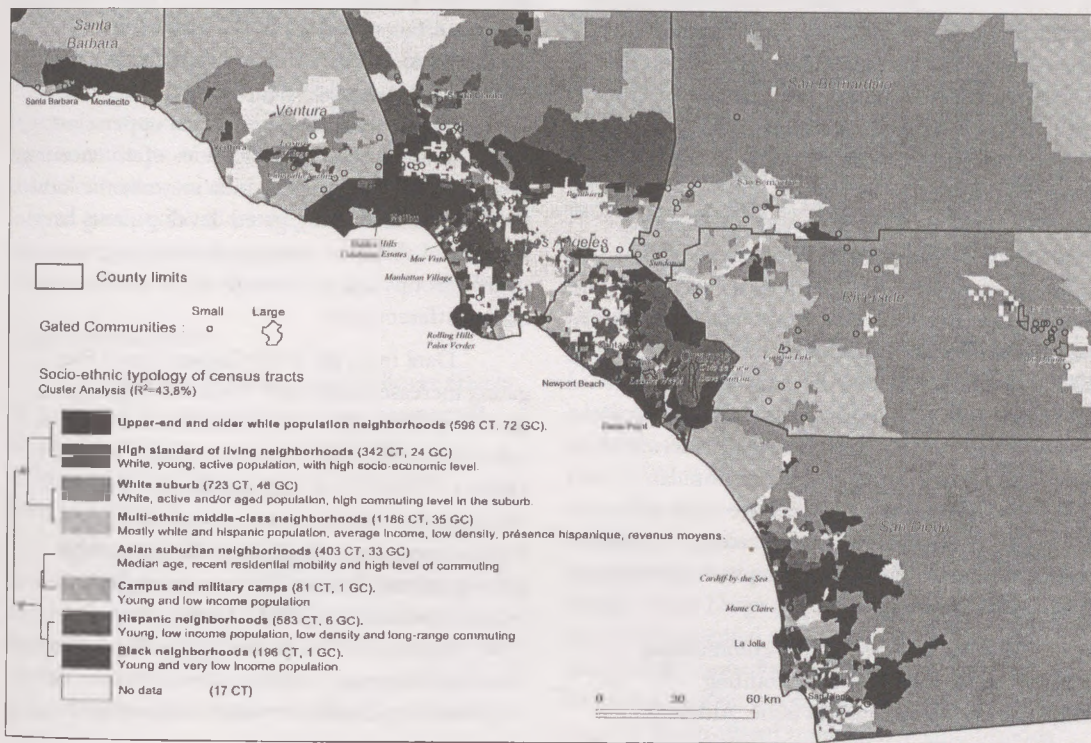 Santa
Barbara
Santa Barbara
Montecito
Ventura
Malibu
Burbank
Los Angeles
San Bernardino
San Bernardino
Riverside
Mar Vista
Manhattan Village
Rolling Hills
Palos Verdes
Newport Beach
Orange
Leisure World
Canyon Lake
Dana Point
San Diego
Cardiff-by-the-Sea
Monte Claire
La Jolla
San Diego
County limits
Small Large
Gated Communities :
Socio-ethnic typology of census tracts
Cluster Analysis (R²=43,8%)
Upper-end and older white population neighborhoods (596 CT, 72 GC).
High standard of living neighborhoods (342 CT, 24 GC)
White, young, active population, with high socio-economic level.
White suburb (723 CT, 46 GC)
White, active and/or aged population, high commuting level in the suburb.
Multi-ethnic middle-class neighborhoods (1186 CT, 35 GC)
Mostly white and hispanic population, average income, low density, présence hispanique, revenus moyens.
Asian suburban neighborhoods (403 CT, 33 GC)
Median age, recent residential mobility and high level of commuting
Campus and military camps (81 CT, 1 GC).
Young and low income population
Hispanic neighborhoods (583 CT, 6 GC).
Young, low income population, low density and long-range commuting
Black neighborhoods (196 CT, 1 GC).
Young and very low income population
No data (17 CT)
0 30 60 km